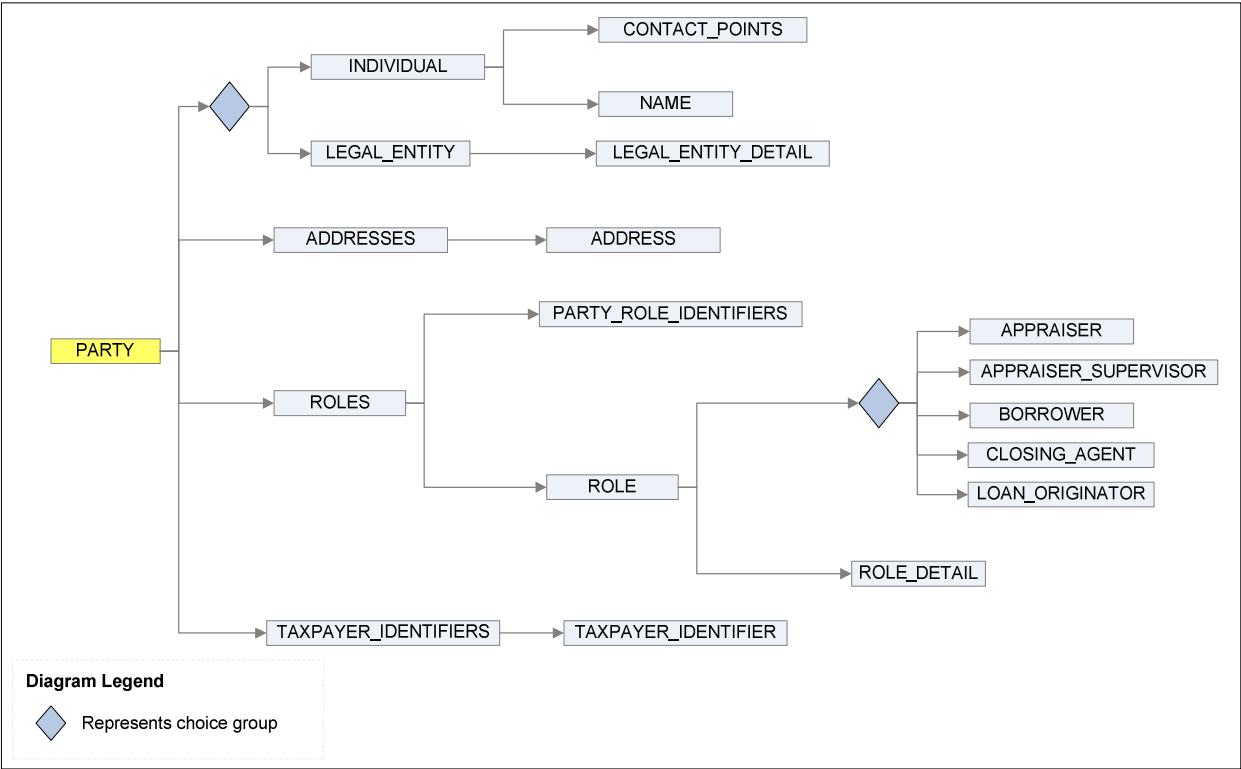 CONTACT_POINTS
INDIVIDUAL
NAME
LEGAL_ENTITY
LEGAL_ENTITY_DETAIL
ADDRESSES
ADDRESS
PARTY_ROLE_IDENTIFIERS
APPRAISER
PARTY
APPRAISER_SUPERVISOR
ROLES
BORROWER
CLOSING_AGENT
ROLE
LOAN_ORIGINATOR
ROLE_DETAIL
TAXPAYER_IDENTIFIERS
TAXPAYER_IDENTIFIER
Diagram Legend
Represents choice group